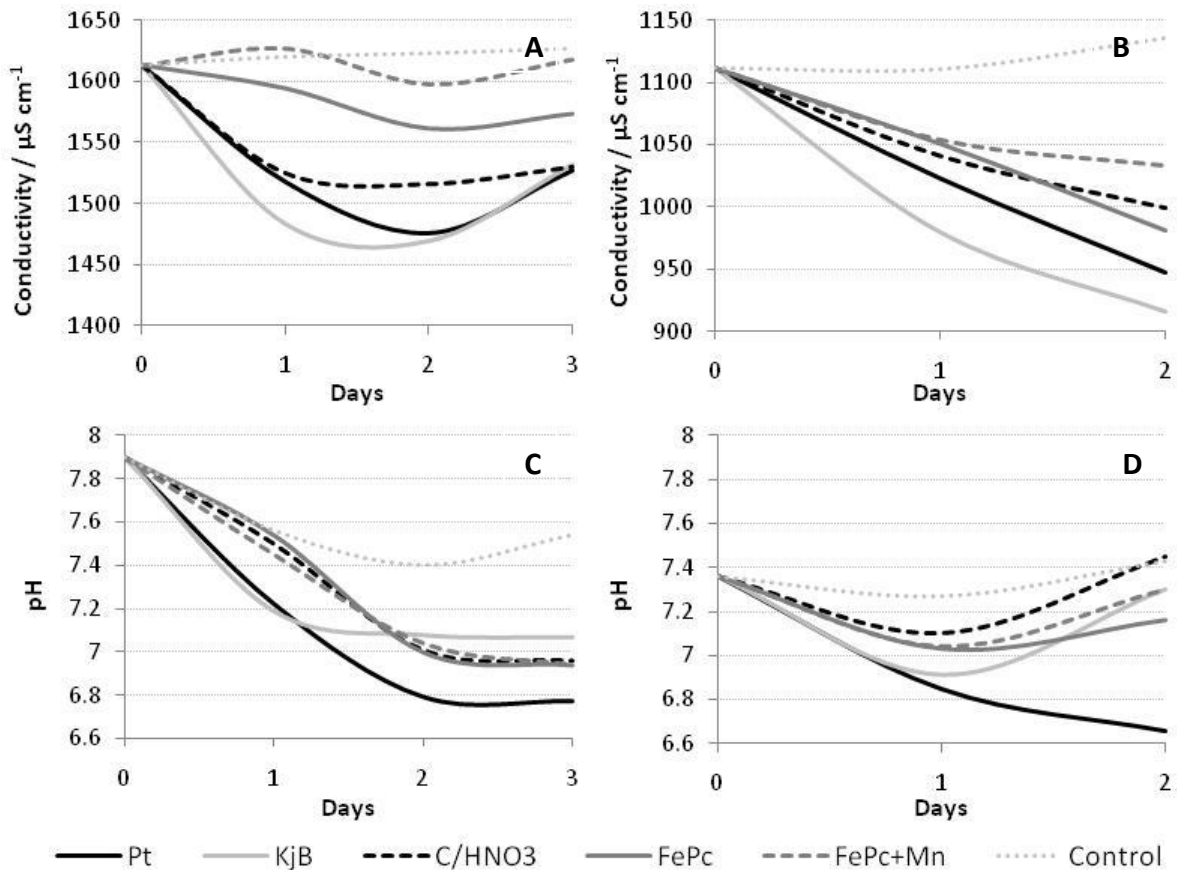 A
Conductivity / µS cm⁻¹
1650
1600
1550
1500
1450
1400
0 1 2 3
Days
B
Conductivity / µS cm⁻¹
1150
1100
1050
1000
950
900
0 1 2
Days
C
pH
8
7.8
7.6
7.4
7.2
7
6.8
6.6
0 1 2 3
Days
D
pH
8
7.8
7.6
7.4
7.2
7
6.8
6.6
0 1 2
Days
Pt KjB C/HNO3 FePc FePc+Mn Control